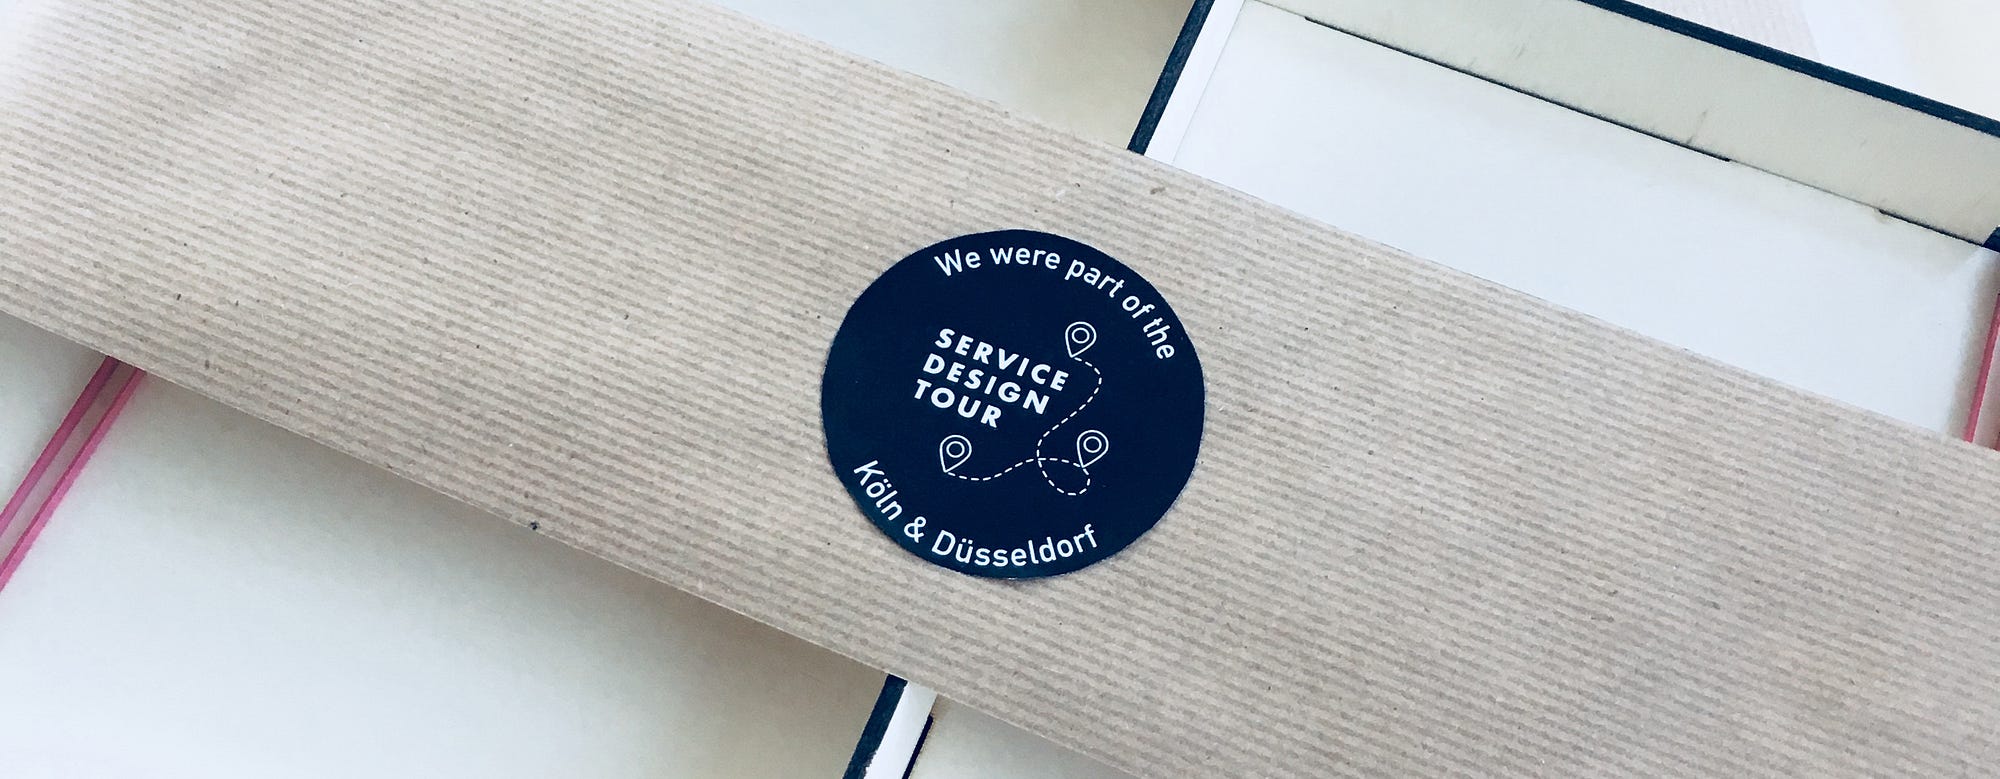 We were part of the
SERVICE
DESIGN
TOUR
Köln & Düsseldorf